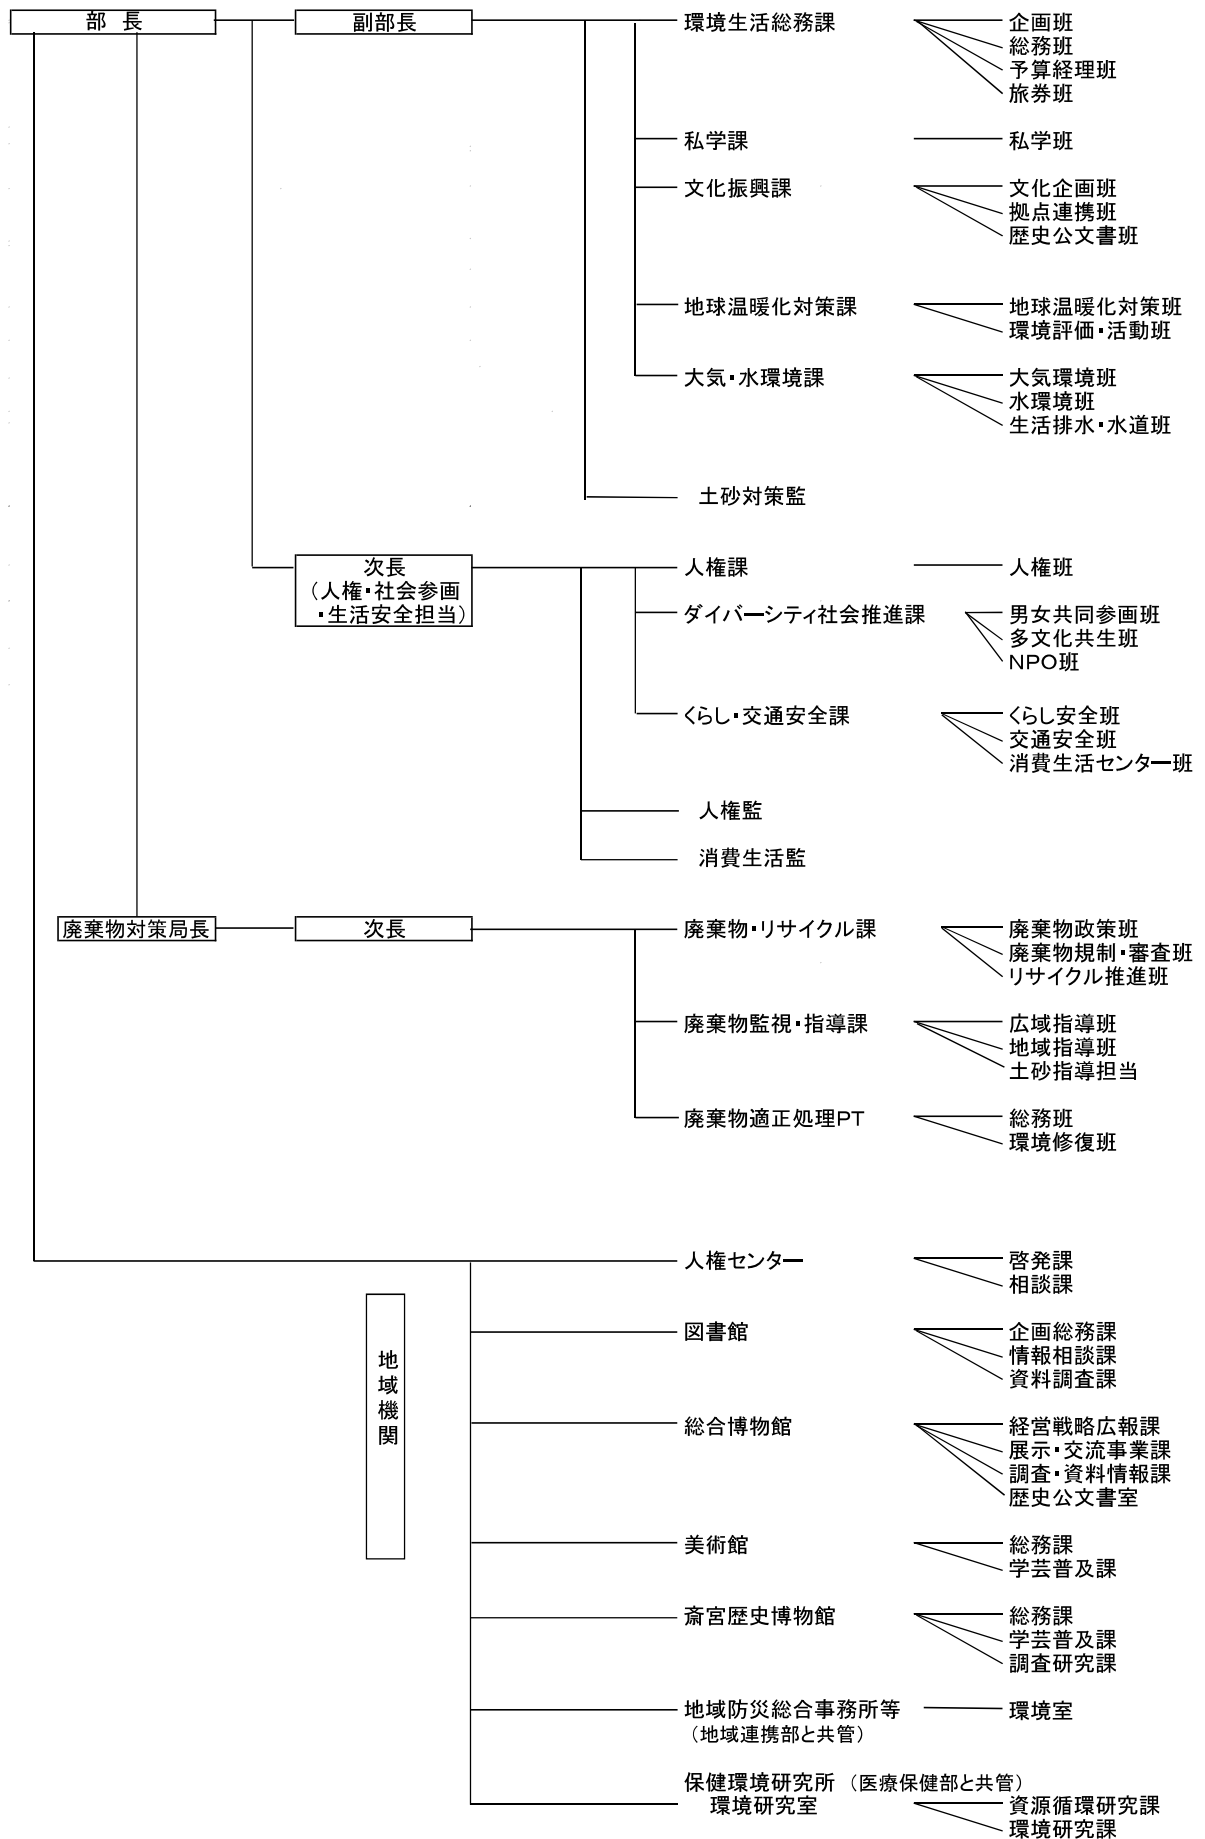 部 長
副部長
環境生活総務課
企画班
総務班
予算経理班
旅券班
私学課
私学班
文化振興課
文化企画班
拠点連携班
歴史公文書班
地球温暖化対策課
地球温暖化対策班
環境評価・活動班
大気・水環境課
大気環境班
水環境班
生活排水・水道班
土砂対策監
次長
（人権・社会参画
・生活安全担当）
人権課
人権班
ダイバーシティ社会推進課
男女共同参画班
多文化共生班
NPO班
くらし・交通安全課
くらし安全班
交通安全班
消費生活センター班
人権監
消費生活監
廃棄物対策局長
次長
廃棄物・リサイクル課
廃棄物政策班
廃棄物規制・審査班
リサイクル推進班
廃棄物監視・指導課
広域指導班
地域指導班
土砂指導担当
廃棄物適正処理PT
総務班
環境修復班
地域機関
人権センター
啓発課
相談課
図書館
企画総務課
情報相談課
資料調査課
総合博物館
経営戦略広報課
展示・交流事業課
調査・資料情報課
歴史公文書室
美術館
総務課
学芸普及課
斎宮歴史博物館
総務課
学芸普及課
調査研究課
地域防災総合事務所等
（地域連携部と共管）
環境室
保健環境研究所 （医療保健部と共管）
環境研究室
資源循環研究課
環境研究課